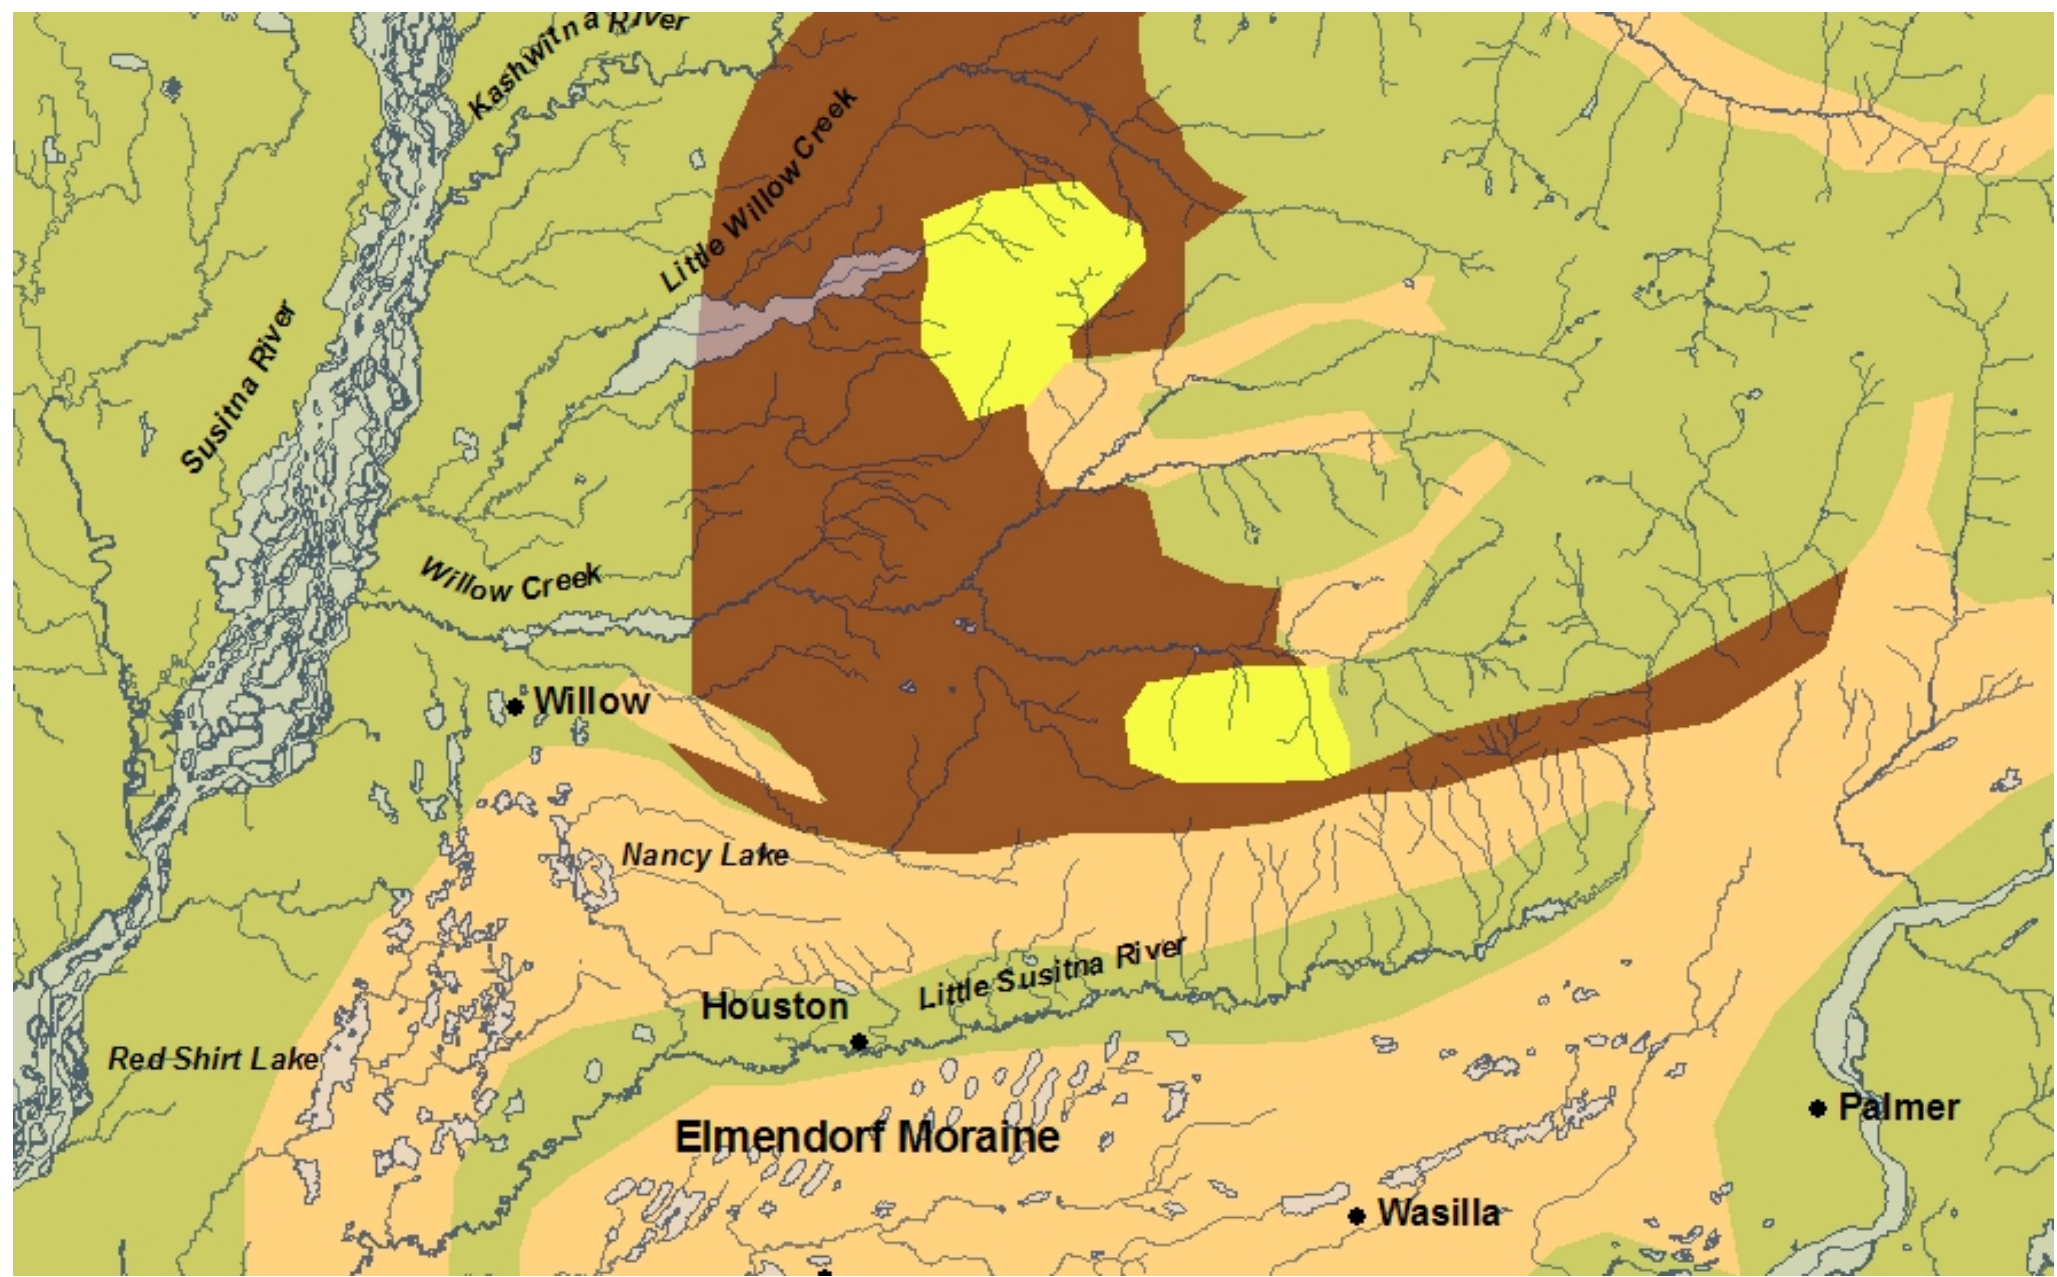 Kashwitna River
Little Willow Creek
Susitna River
Willow Creek
Willow
Nancy Lake
Little Susitna River
Houston
Red Shirt Lake
Elmendorf Moraine
Palmer
Wasilla